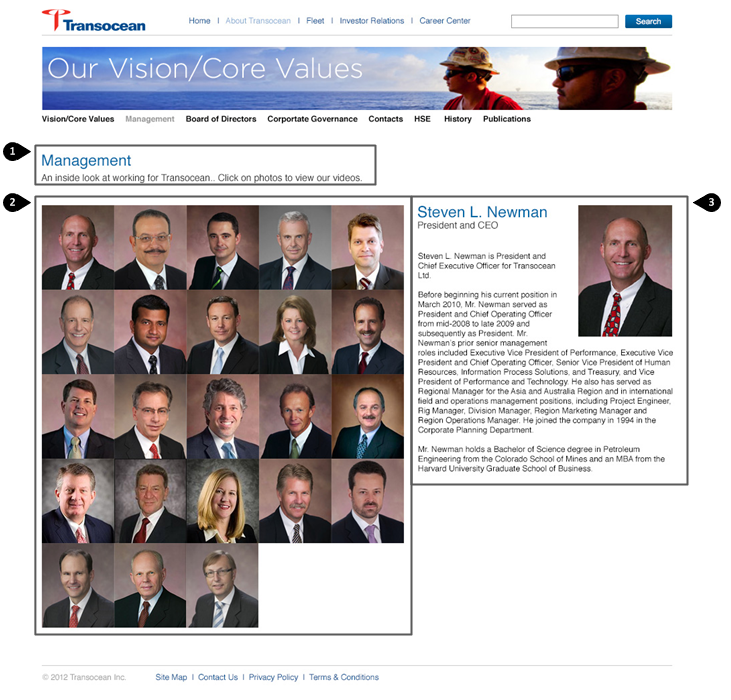 Transocean
Home | About Transocean | Fleet | Investor Relations | Career Center
Search
Our Vision/Core Values
Vision/Core Values Management Board of Directors Corportate Governance Contacts HSE History Publications
1
Management
An inside look at working for Transocean.. Click on photos to view our videos.
2
3
Steven L. Newman
President and CEO
Steven L. Newman is President and
Chief Executive Officer for Transocean
Ltd.
Before beginning his current position in
March 2010, Mr. Newman served as
President and Chief Operating Officer
from mid-2008 to late 2009 and
subsequently as President. Mr.
Newman's prior senior management
roles included Executive Vice President of Performance, Executive Vice
President and Chief Operating Officer, Senior Vice President of Human
Resources, Information Process Solutions, and Treasury, and Vice
President of Performance and Technology. He also has served as
Regional Manager for the Asia and Australia Region and in international
field and operations management positions, including Project Engineer,
Rig Manager, Division Manager, Region Marketing Manager and
Region Operations Manager. He joined the company in 1994 in the
Corporate Planning Department.
Mr. Newman holds a Bachelor of Science degree in Petroleum
Engineering from the Colorado School of Mines and an MBA from the
Harvard University Graduate School of Business.
© 2012 Transocean Inc. Site Map | Contact Us | Privacy Policy | Terms & Conditions